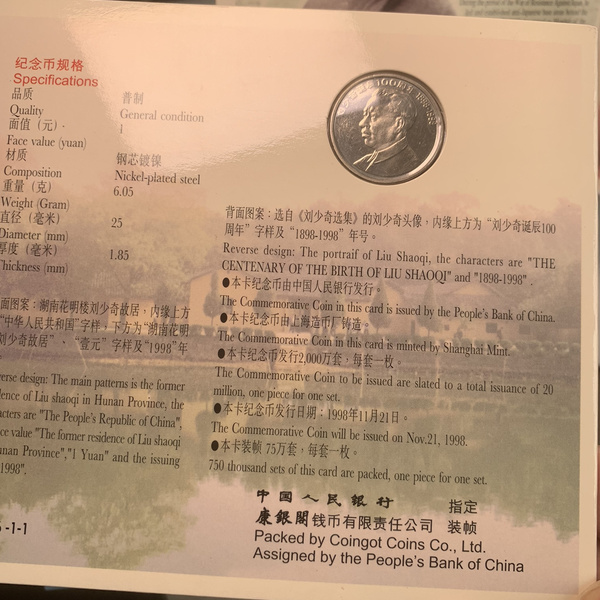 纪念币规格
Specifications
品质 普制
Quality General condition
面值（元） 1
Face value (yuan)
材质 钢芯镀镍
Composition Nickel-plated steel
重量（克） 6.05
Weight (Gram)
直径（毫米） 25
Diameter (mm)
厚度（毫米） 1.85
Thickness (mm)
面图案：湖南花明楼刘少奇故居，内缘上方
“中华人民共和国”字样，下方为“湖南花明
刘少奇故居”、“壹元”字样及“1998”年
verse design: The main patterns is the former
dence of Liu shaoqi in Hunan Province, the
acters are "The People's Republic of China",
ce value "The former residence of Liu shaoqi
unan Province","1 Yuan" and the issuing
1998".
-1-1
100周年 1898-1998
背面图案：选自《刘少奇选集》的刘少奇头像，内缘上方为“刘少奇诞辰100
周年”字样及“1898-1998”年号。
Reverse design: The portraif of Liu Shaoqi, the characters are "THE
CENTENARY OF THE BIRTH OF LIU SHAOQI" and "1898-1998".
●本卡纪念币由中国人民银行发行。
The Commemorative Coin in this card is issued by the People's Bank of China.
●本卡纪念币由上海造币厂铸造。
The Commemorative Coin in this card is minted by Shanghai Mint.
●本卡纪念币发行2,000万套，每套一枚。
The Commemorative Coin to be issued are slated to a total issuance of 20
million, one piece for one set.
●本卡纪念币发行日期：1998年11月21日。
The Commemorative Coin will be issued on Nov.21, 1998.
●本卡装帧 75万套，每套一枚。
750 thousand sets of this card are packed, one piece for one set.
中国人民银行 指定
康银阁钱币有限责任公司 装帧
Packed by Coingot Coins Co., Ltd.
Assigned by the People's Bank of China